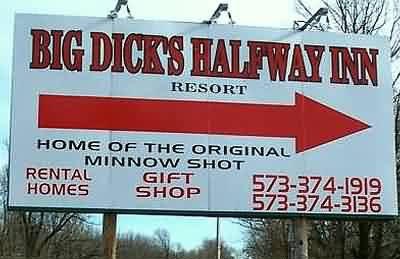 BIG DICK'S HALFWAY INN
RESORT
HOME OF THE ORIGINAL
MINNOW SHOT
RENTAL
HOMES
GIFT
SHOP
573-374-1919
573-374-3136